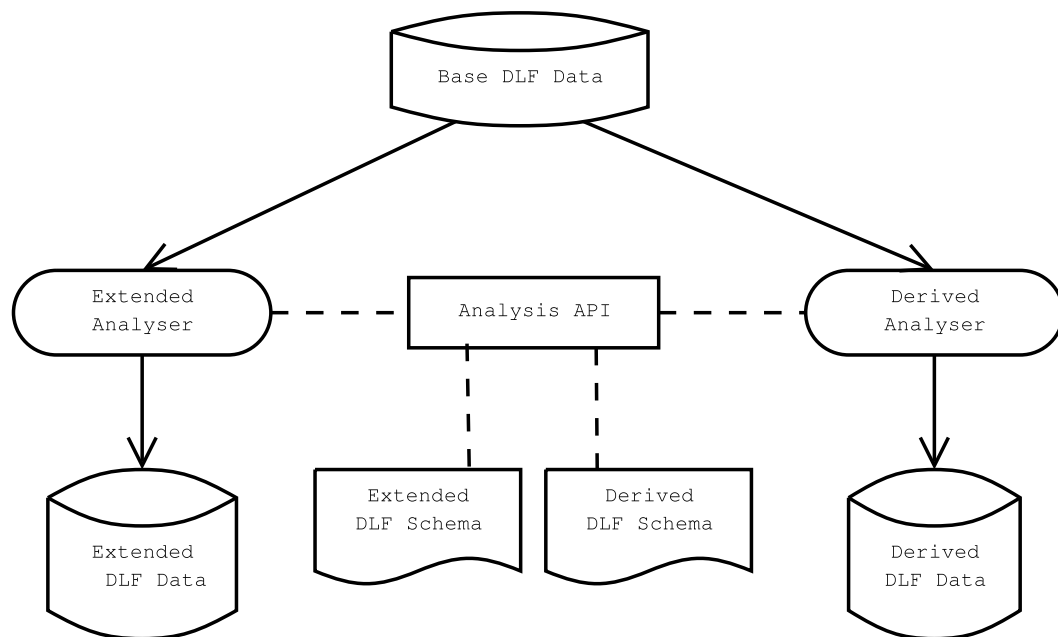 Base DLF Data
Extended
Analyser
Analysis API
Derived
Analyser
Extended
DLF Schema
Derived
DLF Schema
Extended
DLF Data
Derived
DLF Data